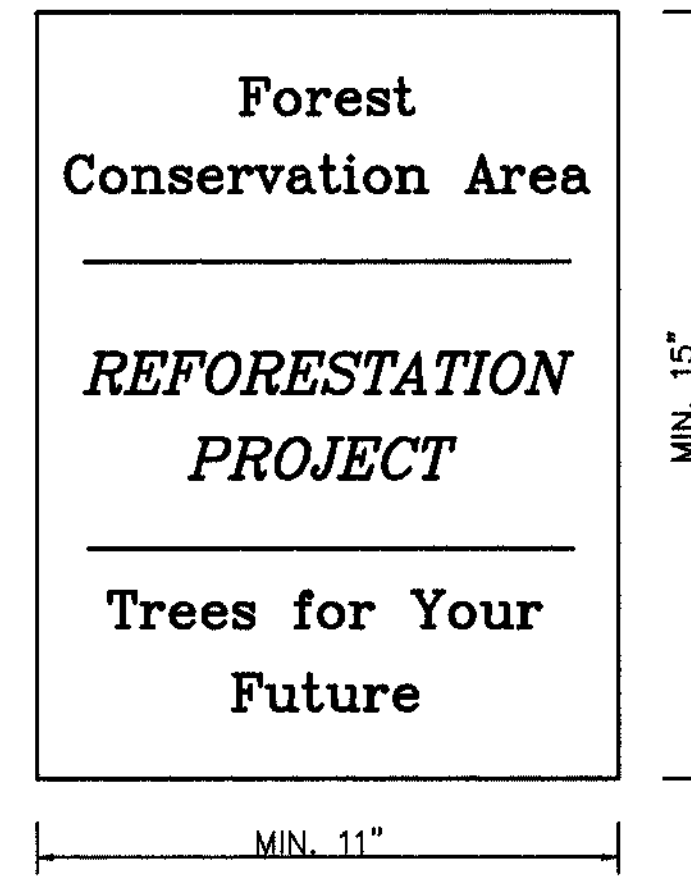 Forest
Conservation Area
REFORESTATION
PROJECT
Trees for Your
Future
MIN. 15"
MIN. 11"